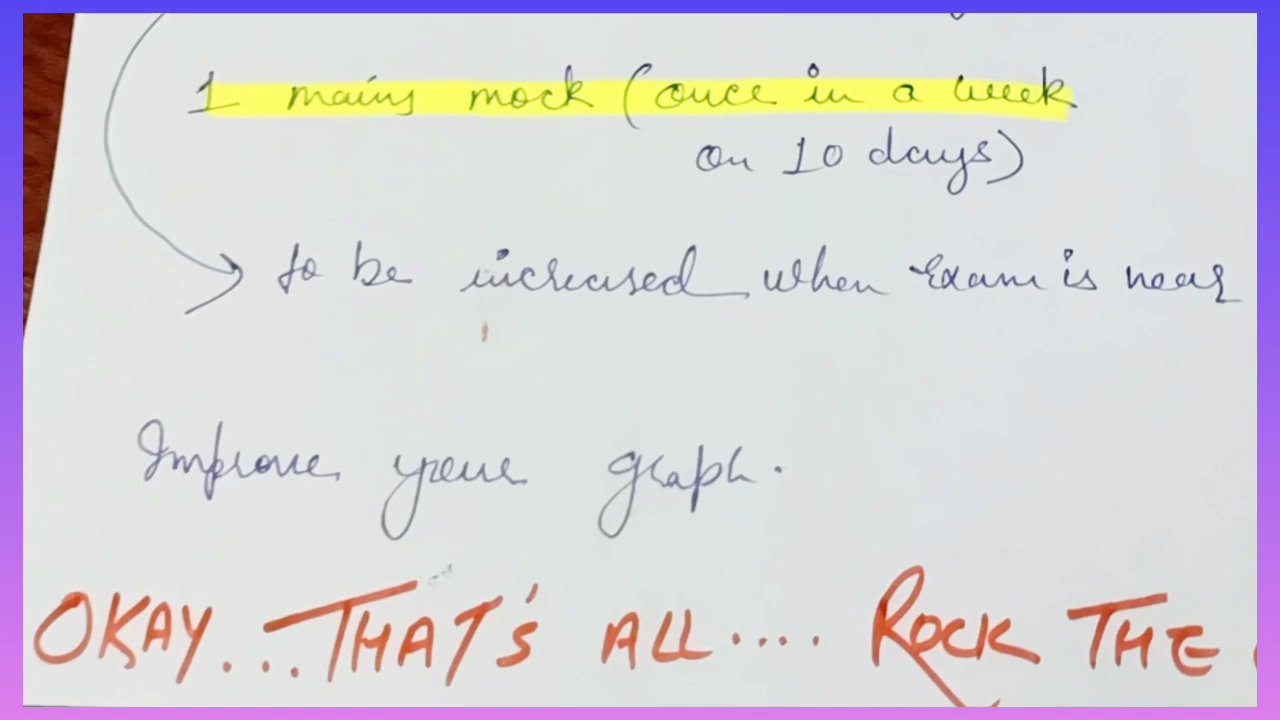 1 mains mock (once in a week
or 10 days)
to be increased when Exam is near
Improve your graph.
OKAY...THAT'S ALL.... ROCK THE